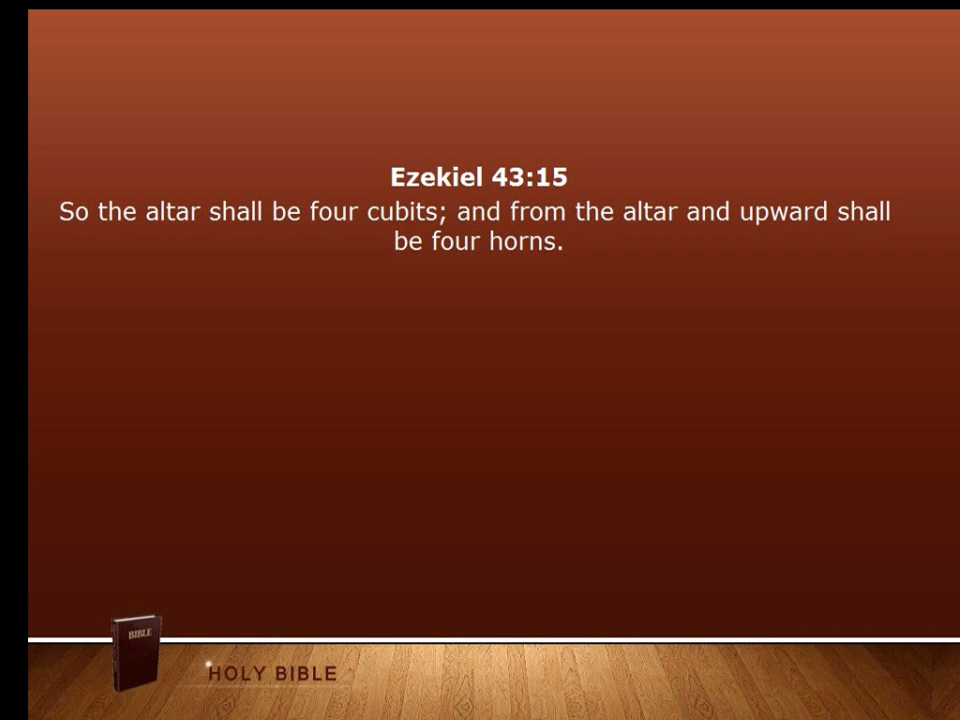 Ezekiel 43:15
So the altar shall be four cubits; and from the altar and upward shall
be four horns.
BIBLE
HOLY BIBLE